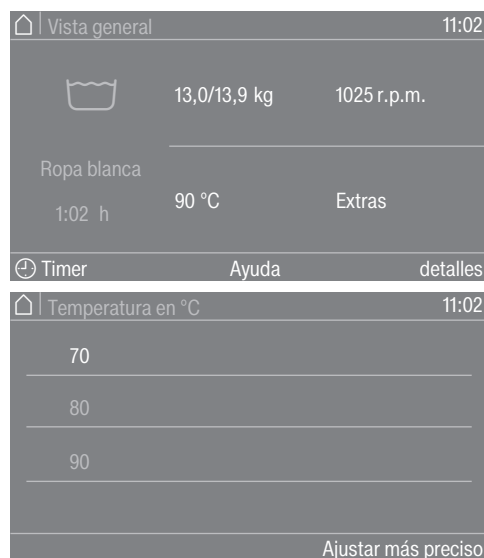 Vista general 11:02
13,0/13,9 kg 1025 r.p.m.
Ropa blanca
1:02 h
90 °C Extras
Timer Ayuda detalles
Temperatura en °C 11:02
70
80
90
Ajustar más preciso